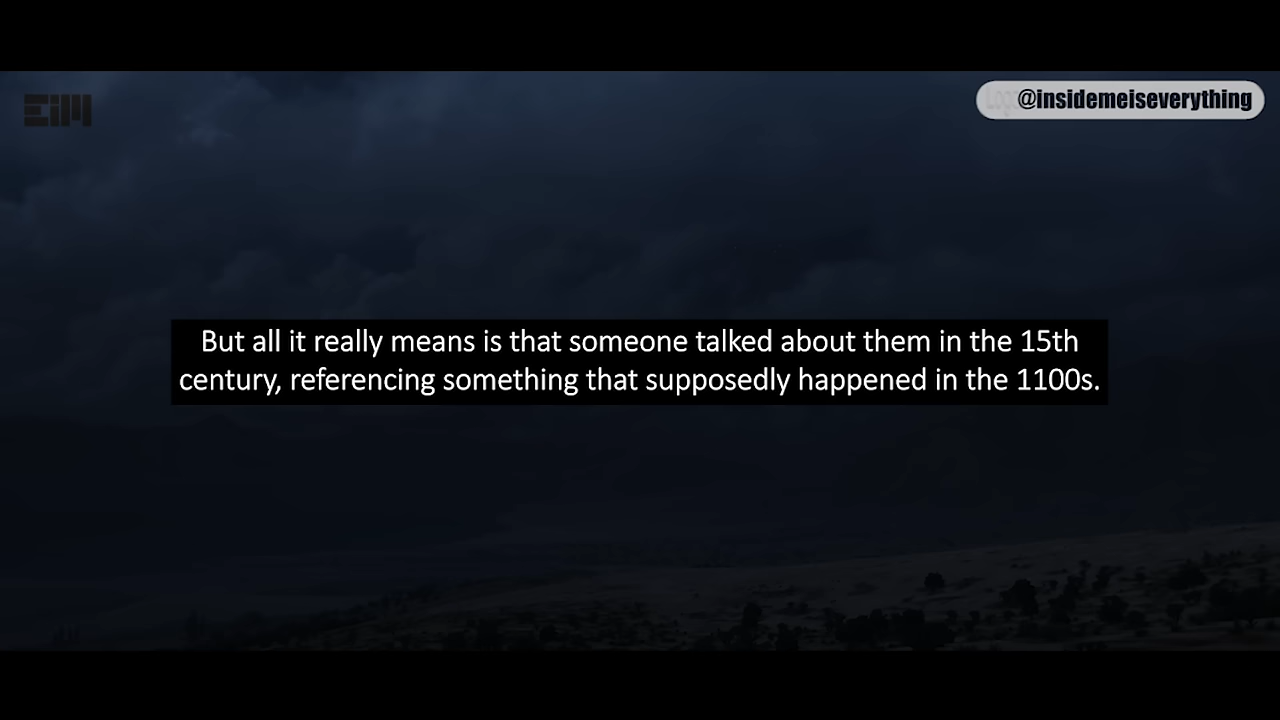 EiM
@insidemeiseverything
But all it really means is that someone talked about them in the 15th
century, referencing something that supposedly happened in the 1100s.